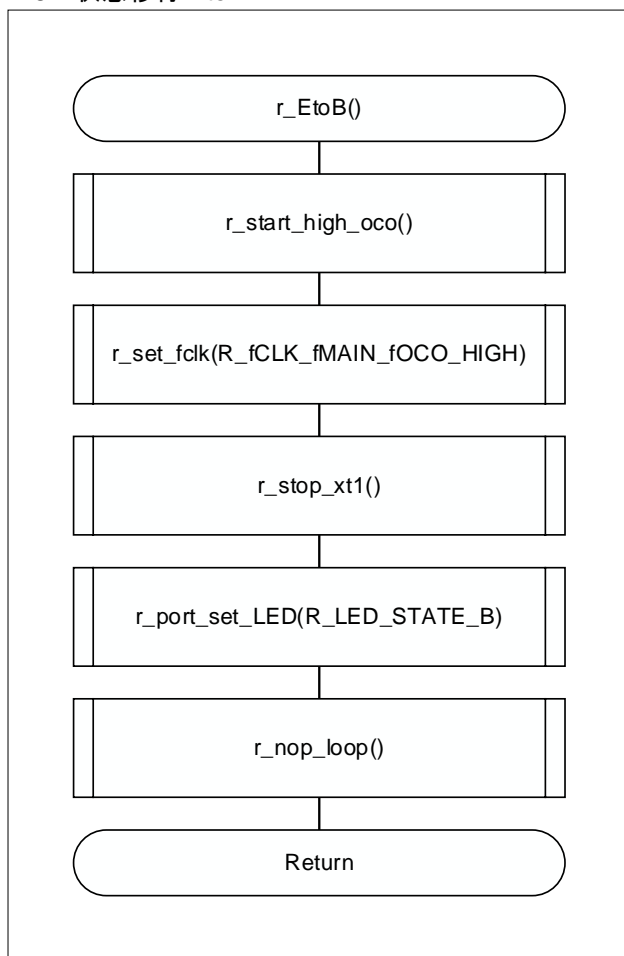 r_EtoB()
r_start_high_oco()
r_set_fclk(R_fCLK_fMAIN_fOCO_HIGH)
r_stop_xt1()
r_port_set_LED(R_LED_STATE_B)
r_nop_loop()
Return